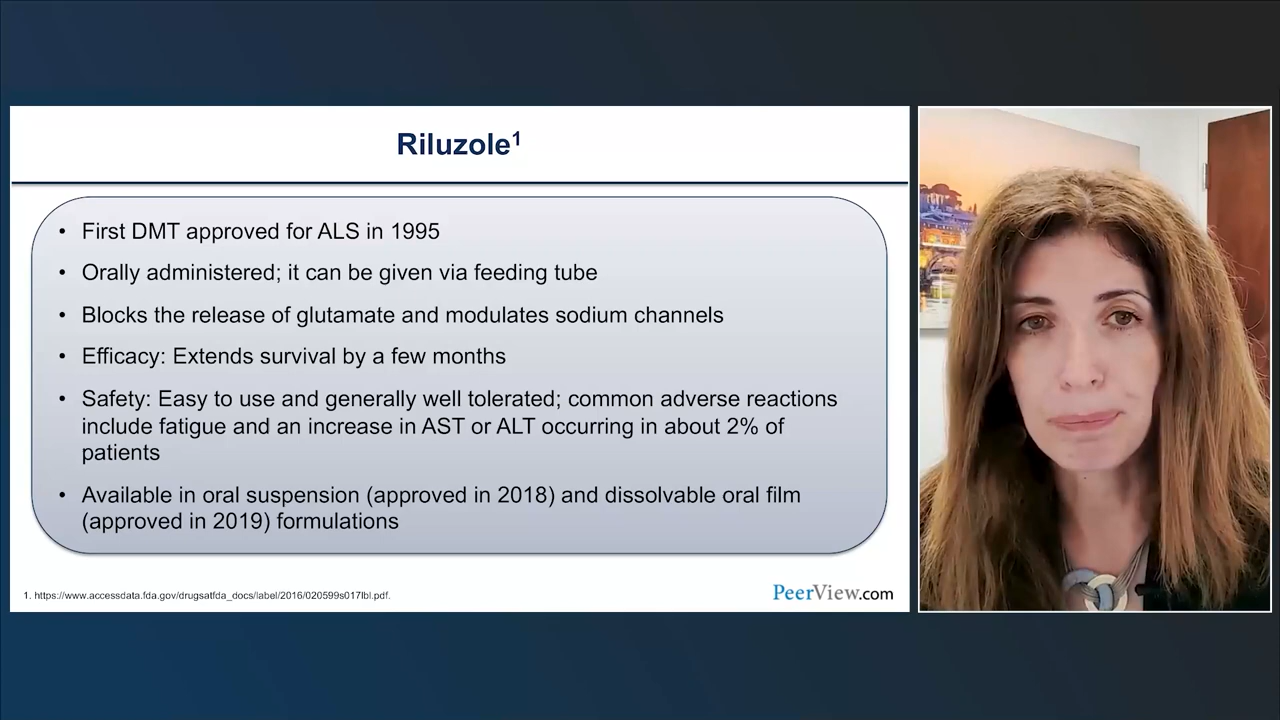 Riluzole¹
• First DMT approved for ALS in 1995
• Orally administered; it can be given via feeding tube
• Blocks the release of glutamate and modulates sodium channels
• Efficacy: Extends survival by a few months
• Safety: Easy to use and generally well tolerated; common adverse reactions
include fatigue and an increase in AST or ALT occurring in about 2% of
patients
• Available in oral suspension (approved in 2018) and dissolvable oral film
(approved in 2019) formulations
1. https://www.accessdata.fda.gov/drugsatfda_docs/label/2016/020599s017lbl.pdf.
PeerView.com